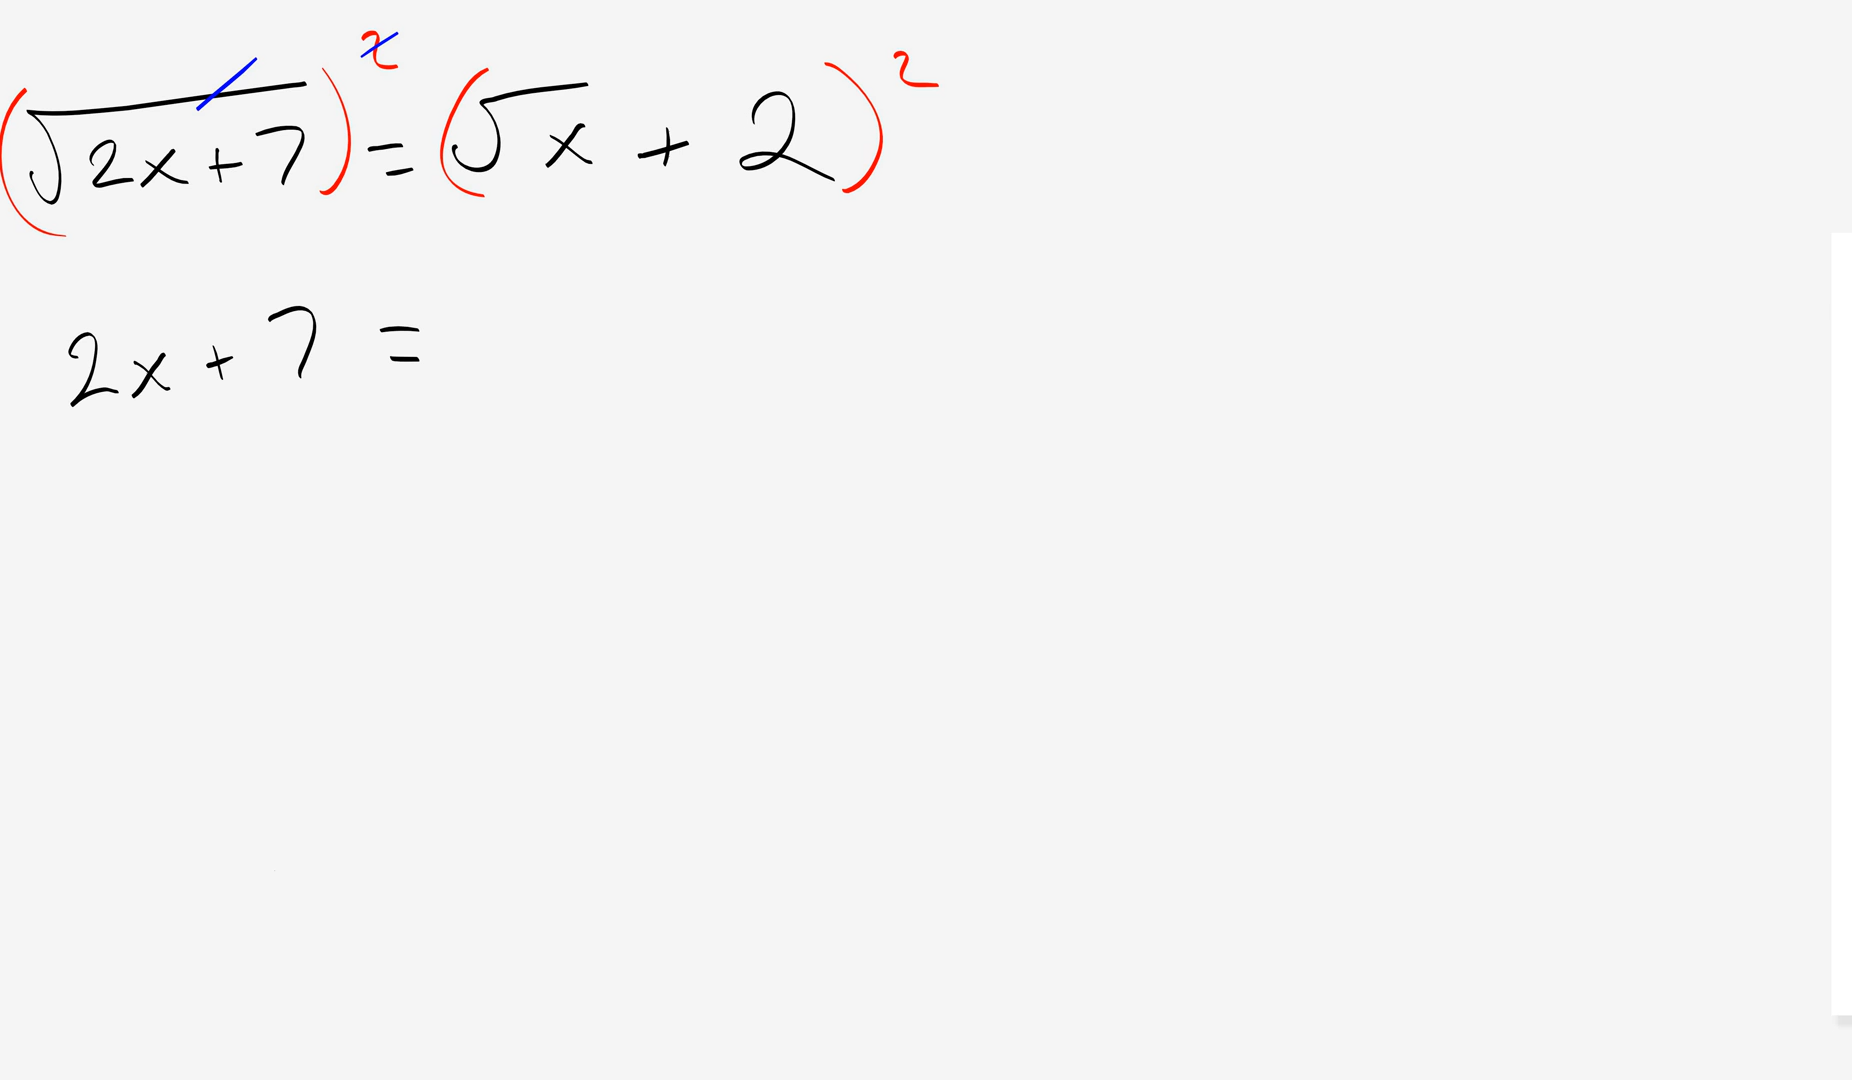 (√2x+7)² = (√x + 2)²
2x + 7 =